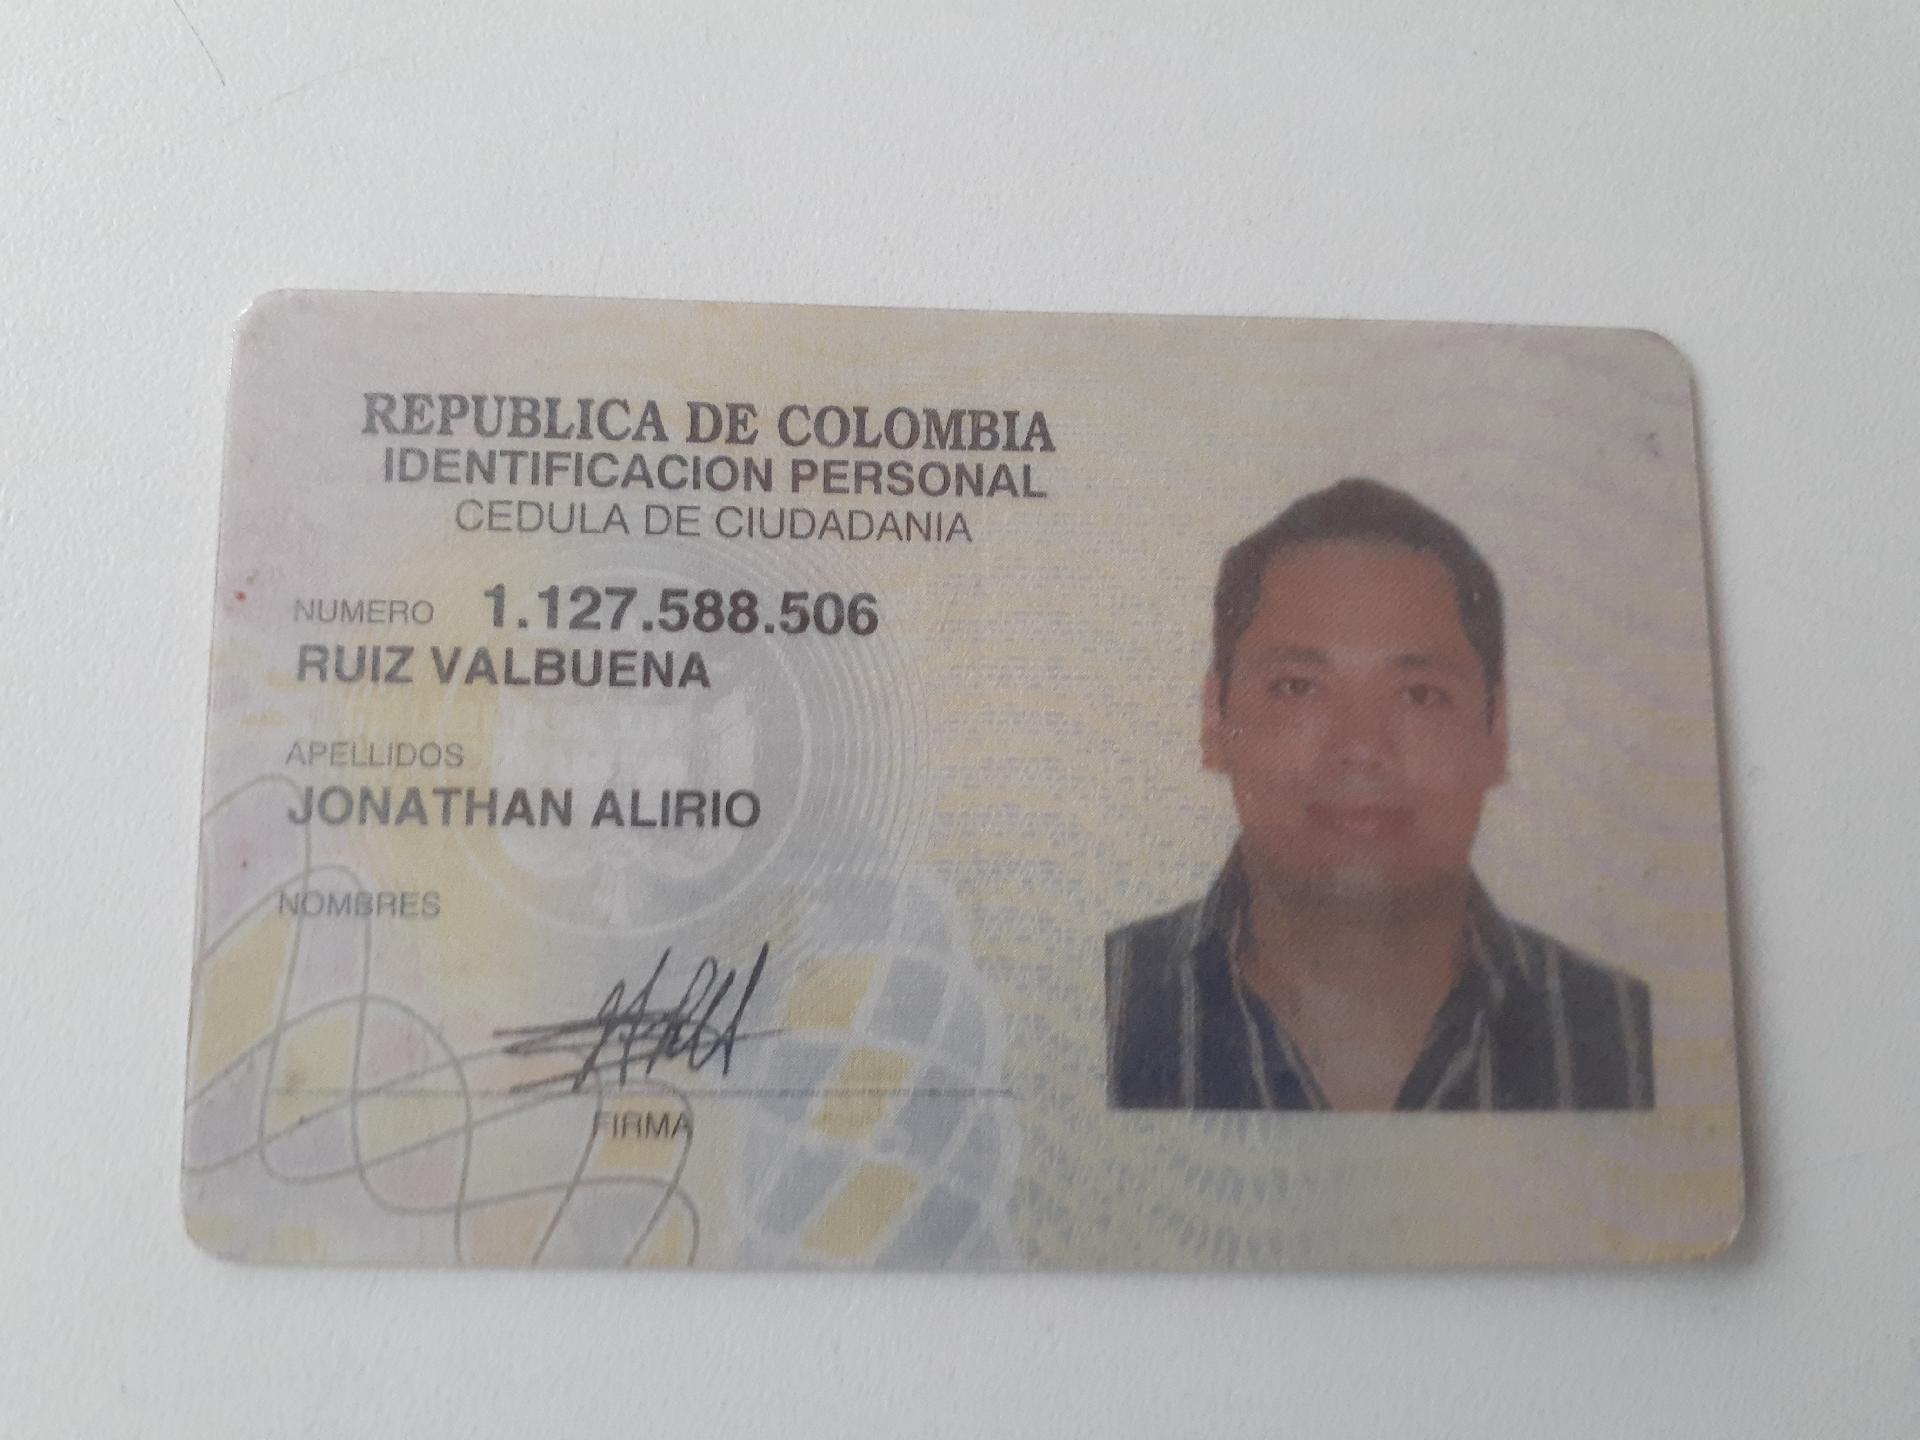 REPUBLICA DE COLOMBIA
IDENTIFICACION PERSONAL
CEDULA DE CIUDADANIA
NUMERO 1.127.588.506
RUIZ VALBUENA
APELLIDOS
JONATHAN ALIRIO
NOMBRES
FIRMA